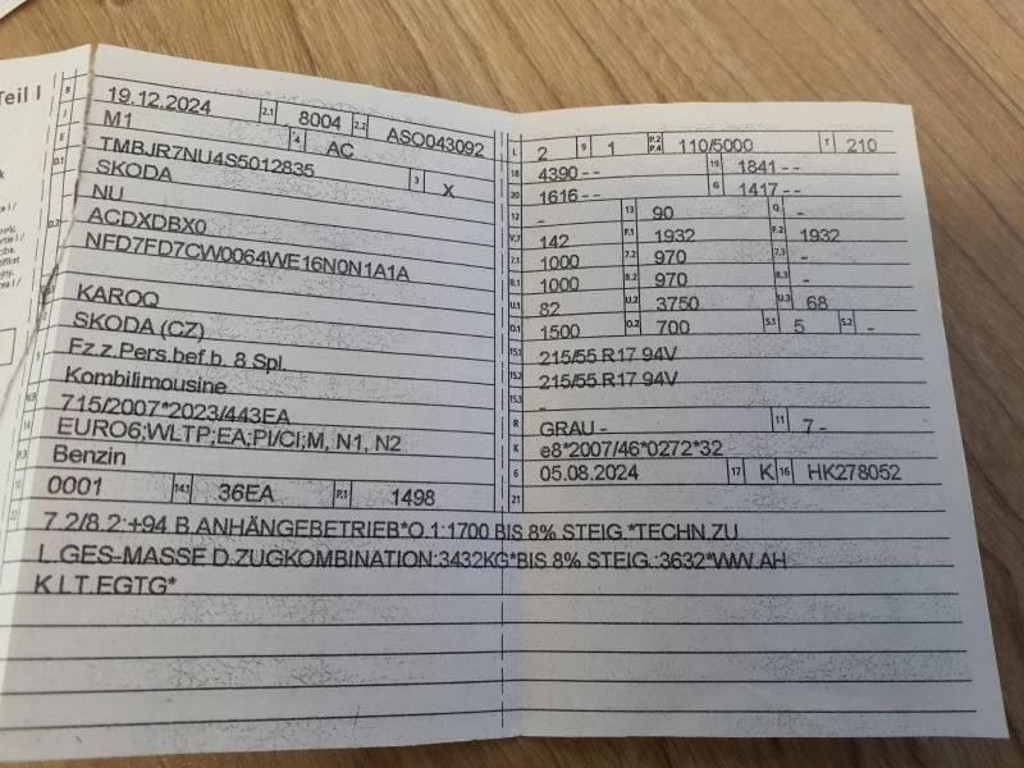 Teil I
B 19.12.2024 2.1 8004 2.2 ASO043092
J M1 4 AC
E TMBJR7NU4S5012835 3 X
D.1 SKODA
NU
D.2 ACDXDBX0
NFD7FD7CW0064WE16N0N1A1A
KAROQ
SKODA (CZ)
5 Fz.z.Pers.bef.b. 8 Spl.
Kombilimousine
V.9 715/2007*2023/443EA
14 EURO6;WLTP;EA;PI/CI;M, N1, N2
P.3 Benzin
10 0001 14.1 36EA P.1 1498
L 2 9 1 P.2 P.4 110/5000 T 210
18 4390-- 19 1841--
20 1616-- G 1417--
12 - 13 90 Q -
V.7 142 F.1 1932 F.2 1932
7.1 1000 7.2 970 7.3 -
8.1 1000 8.2 970 8.3 -
U.1 82 U.2 3750 U.3 68
O.1 1500 O.2 700 S.1 5 S.2 -
15.1 215/55 R17 94V
15.2 215/55 R17 94V
15.3 -
R GRAU - 11 7 -
K e8*2007/46*0272*32
6 05.08.2024 17 K 16 HK278052
21
22 7.2/8.2:+94 B.ANHÄNGEBETRIEB*O.1:1700 BIS 8% STEIG.*TECHN.ZU
L.GES-MASSE D.ZUGKOMBINATION:3432KG*BIS 8% STEIG.:3632*WW.AH
K LT.EGTG*